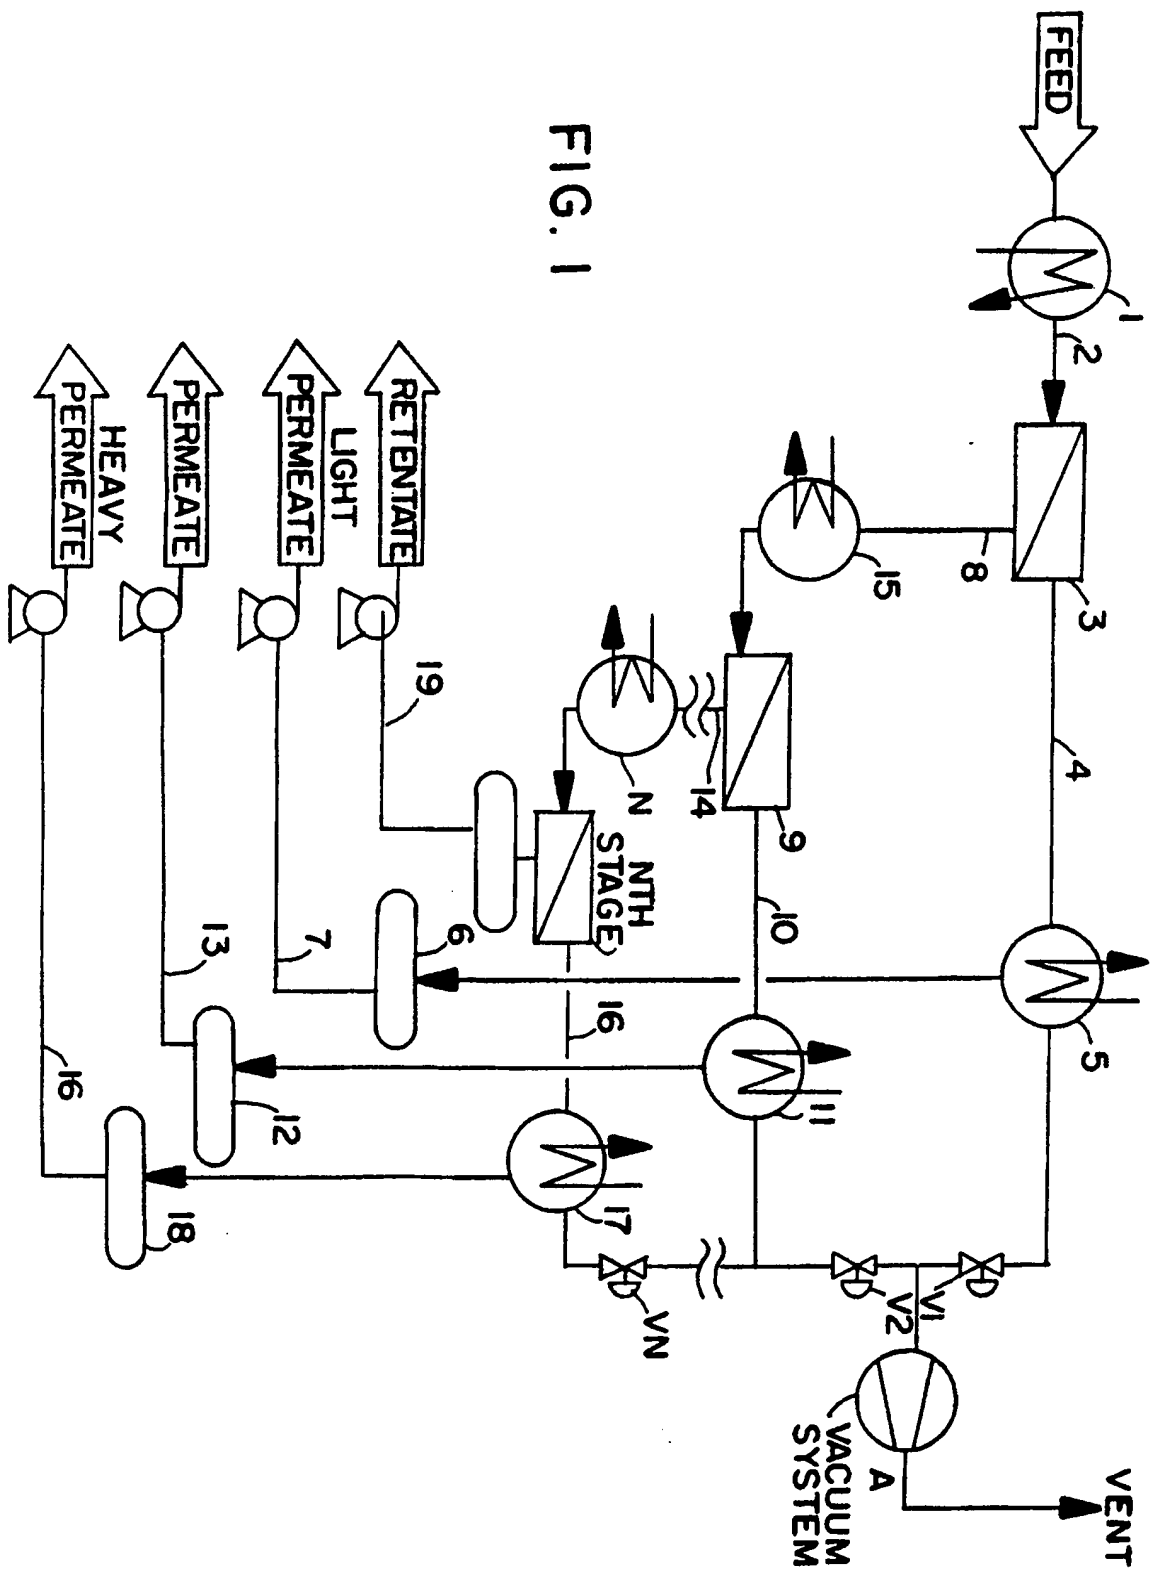 FEED
1
2
3
4
5
8
15
9
10
11
14
N
NTH
STAGE
16
17
V1
V2
VN
VACUUM
SYSTEM
A
VENT
RETENTATE
LIGHT
PERMEATE
PERMEATE
HEAVY
PERMEATE
19
6
7
13
12
16
18
FIG. 1